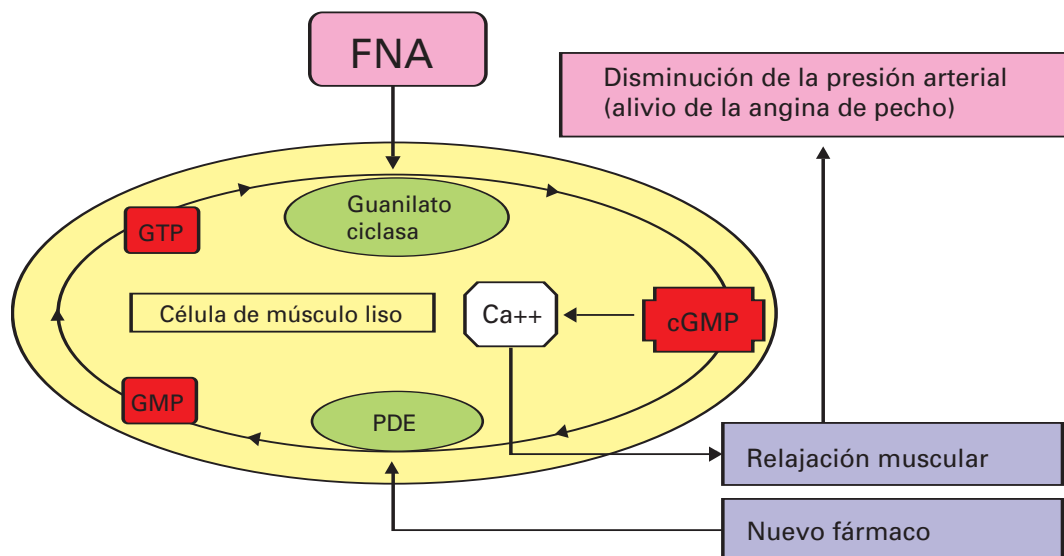 FNA
Disminución de la presión arterial
(alivio de la angina de pecho)
Guanilato
ciclasa
GTP
Célula de músculo liso
Ca++
cGMP
GMP
PDE
Relajación muscular
Nuevo fármaco